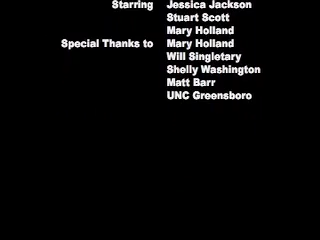 Starring Jessica Jackson
Stuart Scott
Mary Holland
Special Thanks to Mary Holland
Will Singletary
Shelly Washington
Matt Barr
UNC Greensboro